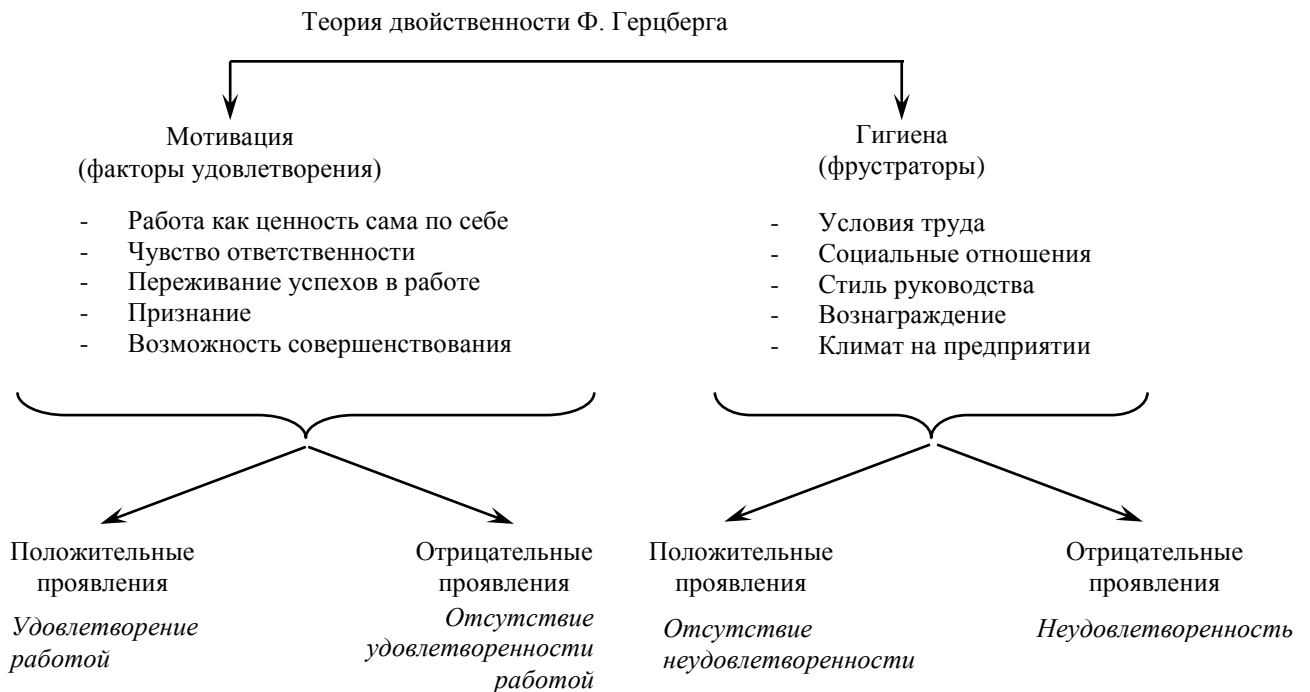 Теория двойственности Ф. Герцберга
Мотивация
(факторы удовлетворения)
- Работа как ценность сама по себе
- Чувство ответственности
- Переживание успехов в работе
- Признание
- Возможность совершенствования
Гигиена
(фрустраторы)
- Условия труда
- Социальные отношения
- Стиль руководства
- Вознаграждение
- Климат на предприятии
Положительные
проявления
Удовлетворение
работой
Отрицательные
проявления
Отсутствие
удовлетворенности
работой
Положительные
проявления
Отсутствие
неудовлетворенности
Отрицательные
проявления
Неудовлетворенность